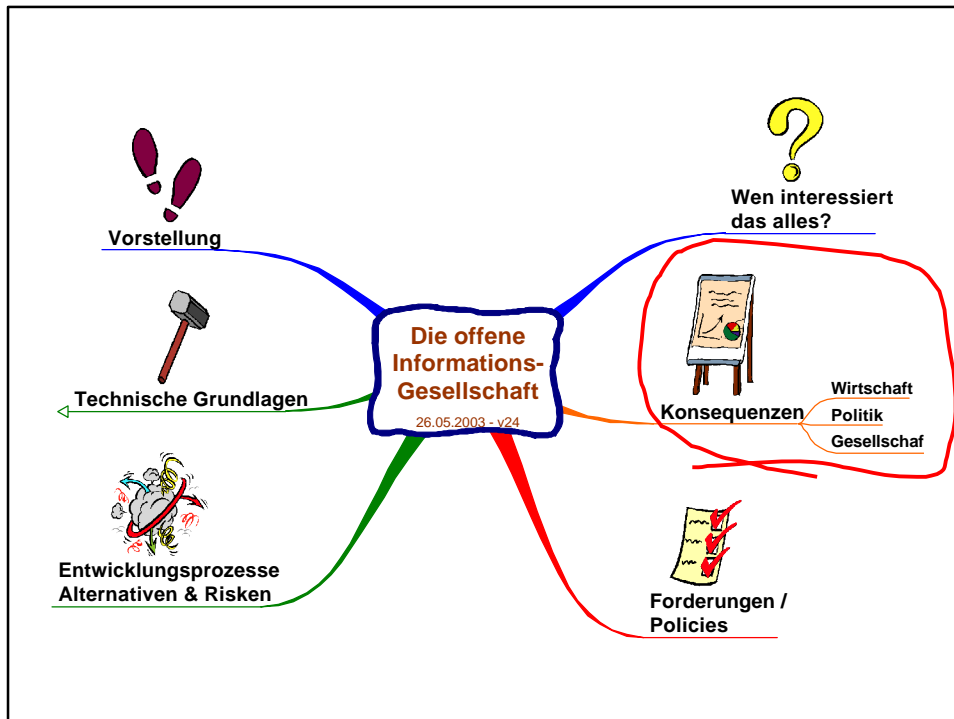 Wen interessiert
das alles?
Vorstellung
Die offene
Informations-
Gesellschaft
26.05.2003 - v24
Technische Grundlagen
Konsequenzen
Wirtschaft
Politik
Gesellschaf
Entwicklungsprozesse
Alternativen & Risken
Forderungen /
Policies